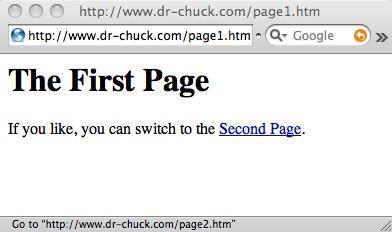 http://www.dr-chuck.com/page1.htm
http://www.dr-chuck.com/page1.htm Google
The First Page
If you like, you can switch to the Second Page.
Go to "http://www.dr-chuck.com/page2.htm"